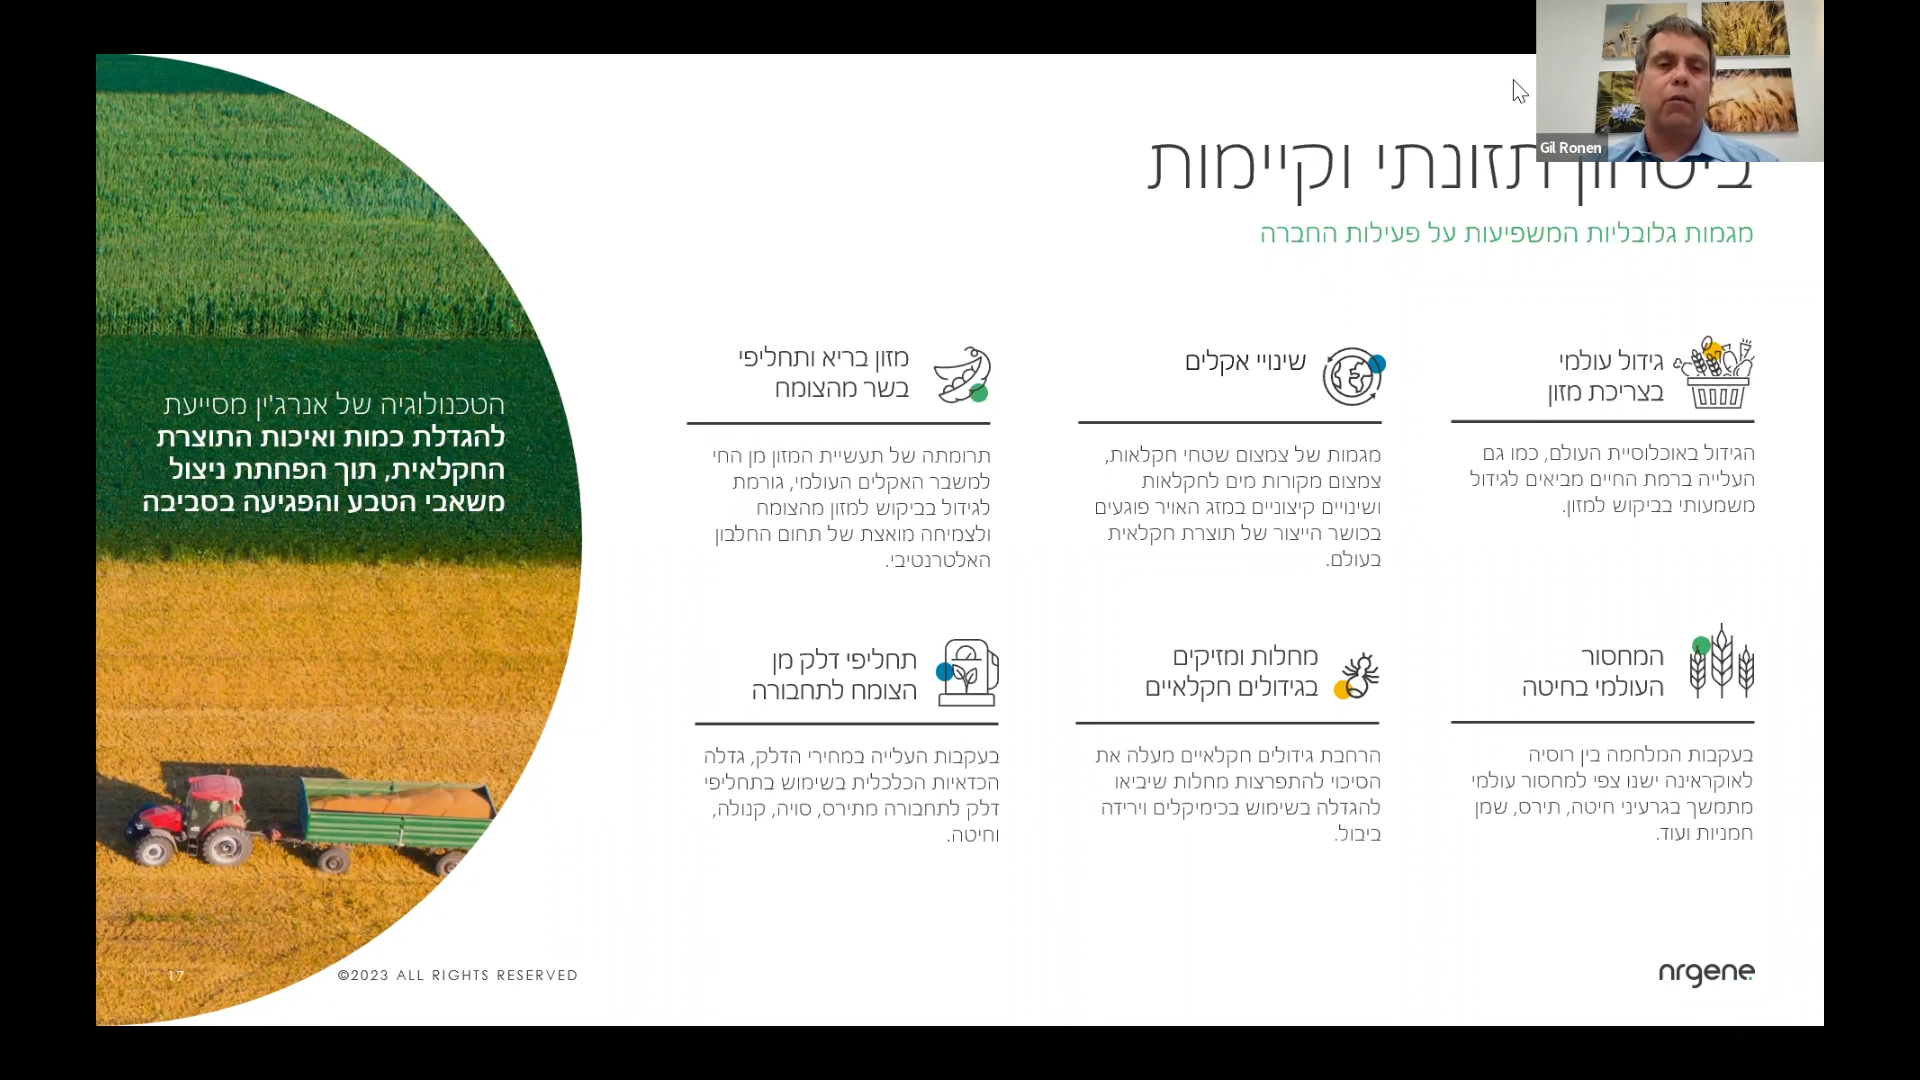 Gil Ronen
ביטחון תזונתי וקיימות
מגמות גלובליות המשפיעות על פעילות החברה
גידול עולמי
בצריכת מזון
הגידול באוכלוסיית העולם, כמו גם
העלייה ברמת החיים מביאים לגידול
משמעותי בביקוש למזון.
שינויי אקלים
מגמות של צמצום שטחי חקלאות,
צמצום מקורות מים לחקלאות
ושינויים קיצוניים במזג האויר פוגעים
בכושר הייצור של תוצרת חקלאית
בעולם.
מזון בריא ותחליפי
בשר מהצומח
תרומתה של תעשיית המזון מן החי
למשבר האקלים העולמי, גורמת
לגידול בביקוש למזון מהצומח
ולצמיחה מואצת של תחום החלבון
האלטרנטיבי.
המחסור
העולמי בחיטה
בעקבות המלחמה בין רוסיה
לאוקראינה ישנו צפי למחסור עולמי
מתמשך בגרעיני חיטה, תירס, שמן
חמניות ועוד.
מחלות ומזיקים
בגידולים חקלאיים
הרחבת גידולים חקלאיים מעלה את
הסיכוי להתפרצות מחלות שיביאו
להגדלה בשימוש בכימיקלים וירידה
ביבול.
תחליפי דלק מן
הצומח לתחבורה
בעקבות העלייה במחירי הדלק, גדלה
הכדאיות הכלכלית בשימוש בתחליפי
דלק לתחבורה מתירס, סויה, קנולה,
וחיטה.
הטכנולוגיה של אנרג'ין מסייעת
להגדלת כמות ואיכות התוצרת
החקלאית, תוך הפחתת ניצול
משאבי הטבע והפגיעה בסביבה
17
©2023 ALL RIGHTS RESERVED
nrgene